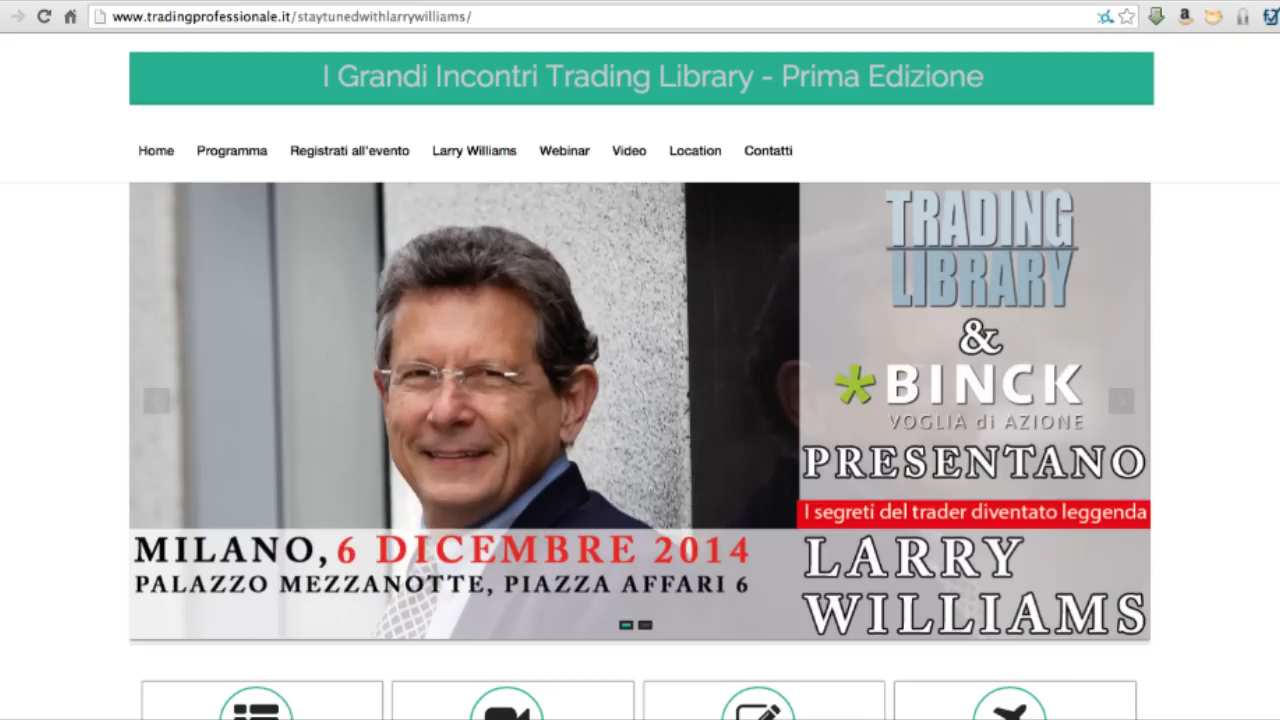 www.tradingprofessionale.it/staytunedwithlarrywilliams/
I Grandi Incontri Trading Library - Prima Edizione
Home Programma Registrati all'evento Larry Williams Webinar Video Location Contatti
TRADING
LIBRARY
&
*BINCK
VOGLIA di AZIONE
PRESENTANO
I segreti del trader diventato leggenda
LARRY
WILLIAMS
MILANO, 6 DICEMBRE 2014
PALAZZO MEZZANOTTE, PIAZZA AFFARI 6